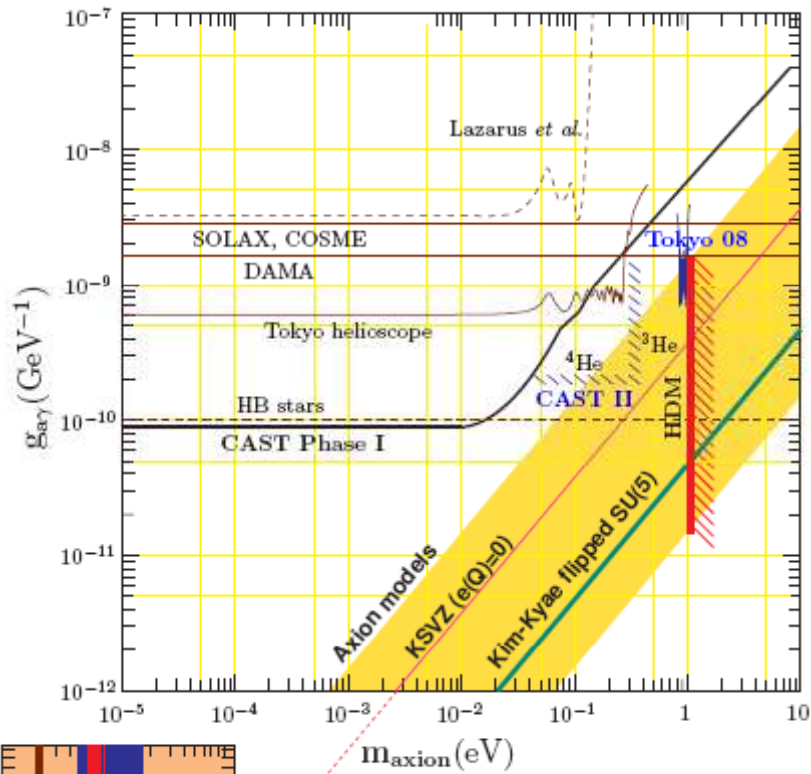 10⁻⁷
Lazarus et al.
10⁻⁸
SOLAX, COSME
Tokyo 08
DAMA
10⁻⁹
Tokyo helioscope
³He
⁴He
CAST II
HB stars
10⁻¹⁰
CAST Phase I
HDM
g_aγ(GeV⁻¹)
10⁻¹¹
Axion models
KSVZ (e(Q)=0)
Kim-Kyae flipped SU(5)
10⁻¹²
10⁻⁵ 10⁻⁴ 10⁻³ 10⁻² 10⁻¹ 1 10
m_axion(eV)